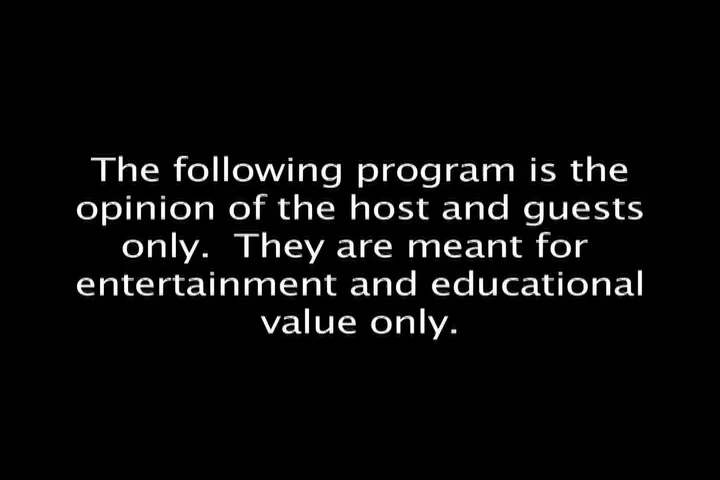 The following program is the
opinion of the host and guests
only.  They are meant for
entertainment and educational
value only.